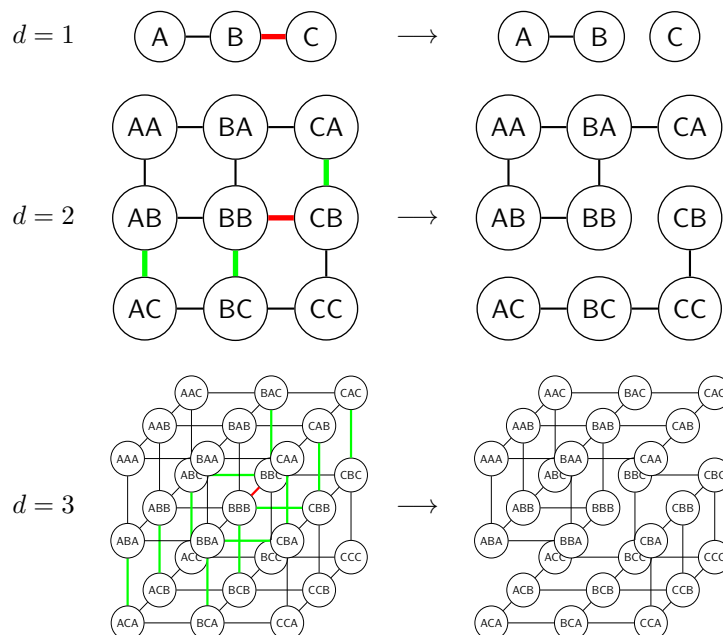 d = 1 A B C → A B C
AA BA CA AA BA CA
d = 2 AB BB CB → AB BB CB
AC BC CC AC BC CC
AAC BAC CAC AAC BAC CAC
AAB BAB CAB AAB BAB CAB
AAA BAA CAA AAA BAA CAA
ABC BBC CBC ABC BBC CBC
d = 3 ABB BBB CBB → ABB BBB CBB
ABA BBA CBA ABA BBA CBA
ACC BCC CCC ACC BCC CCC
ACB BCB CCB ACB BCB CCB
ACA BCA CCA ACA BCA CCA